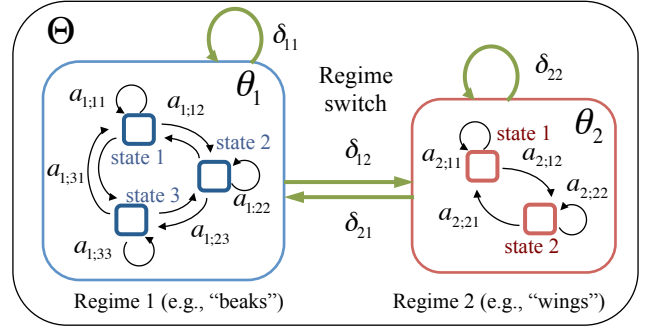 Θ
δ₁₁
θ₁
a₁;₁₁
a₁;₁₂
state 2
state 1
a₁;₃₁
state 3
a₁;₂₂
a₁;₂₃
a₁;₃₃
Regime
switch
δ₁₂
δ₂₁
δ₂₂
θ₂
state 1
a₂;₁₁
a₂;₁₂
a₂;₂₂
a₂;₂₁
state 2
Regime 1 (e.g., “beaks”)
Regime 2 (e.g., “wings”)